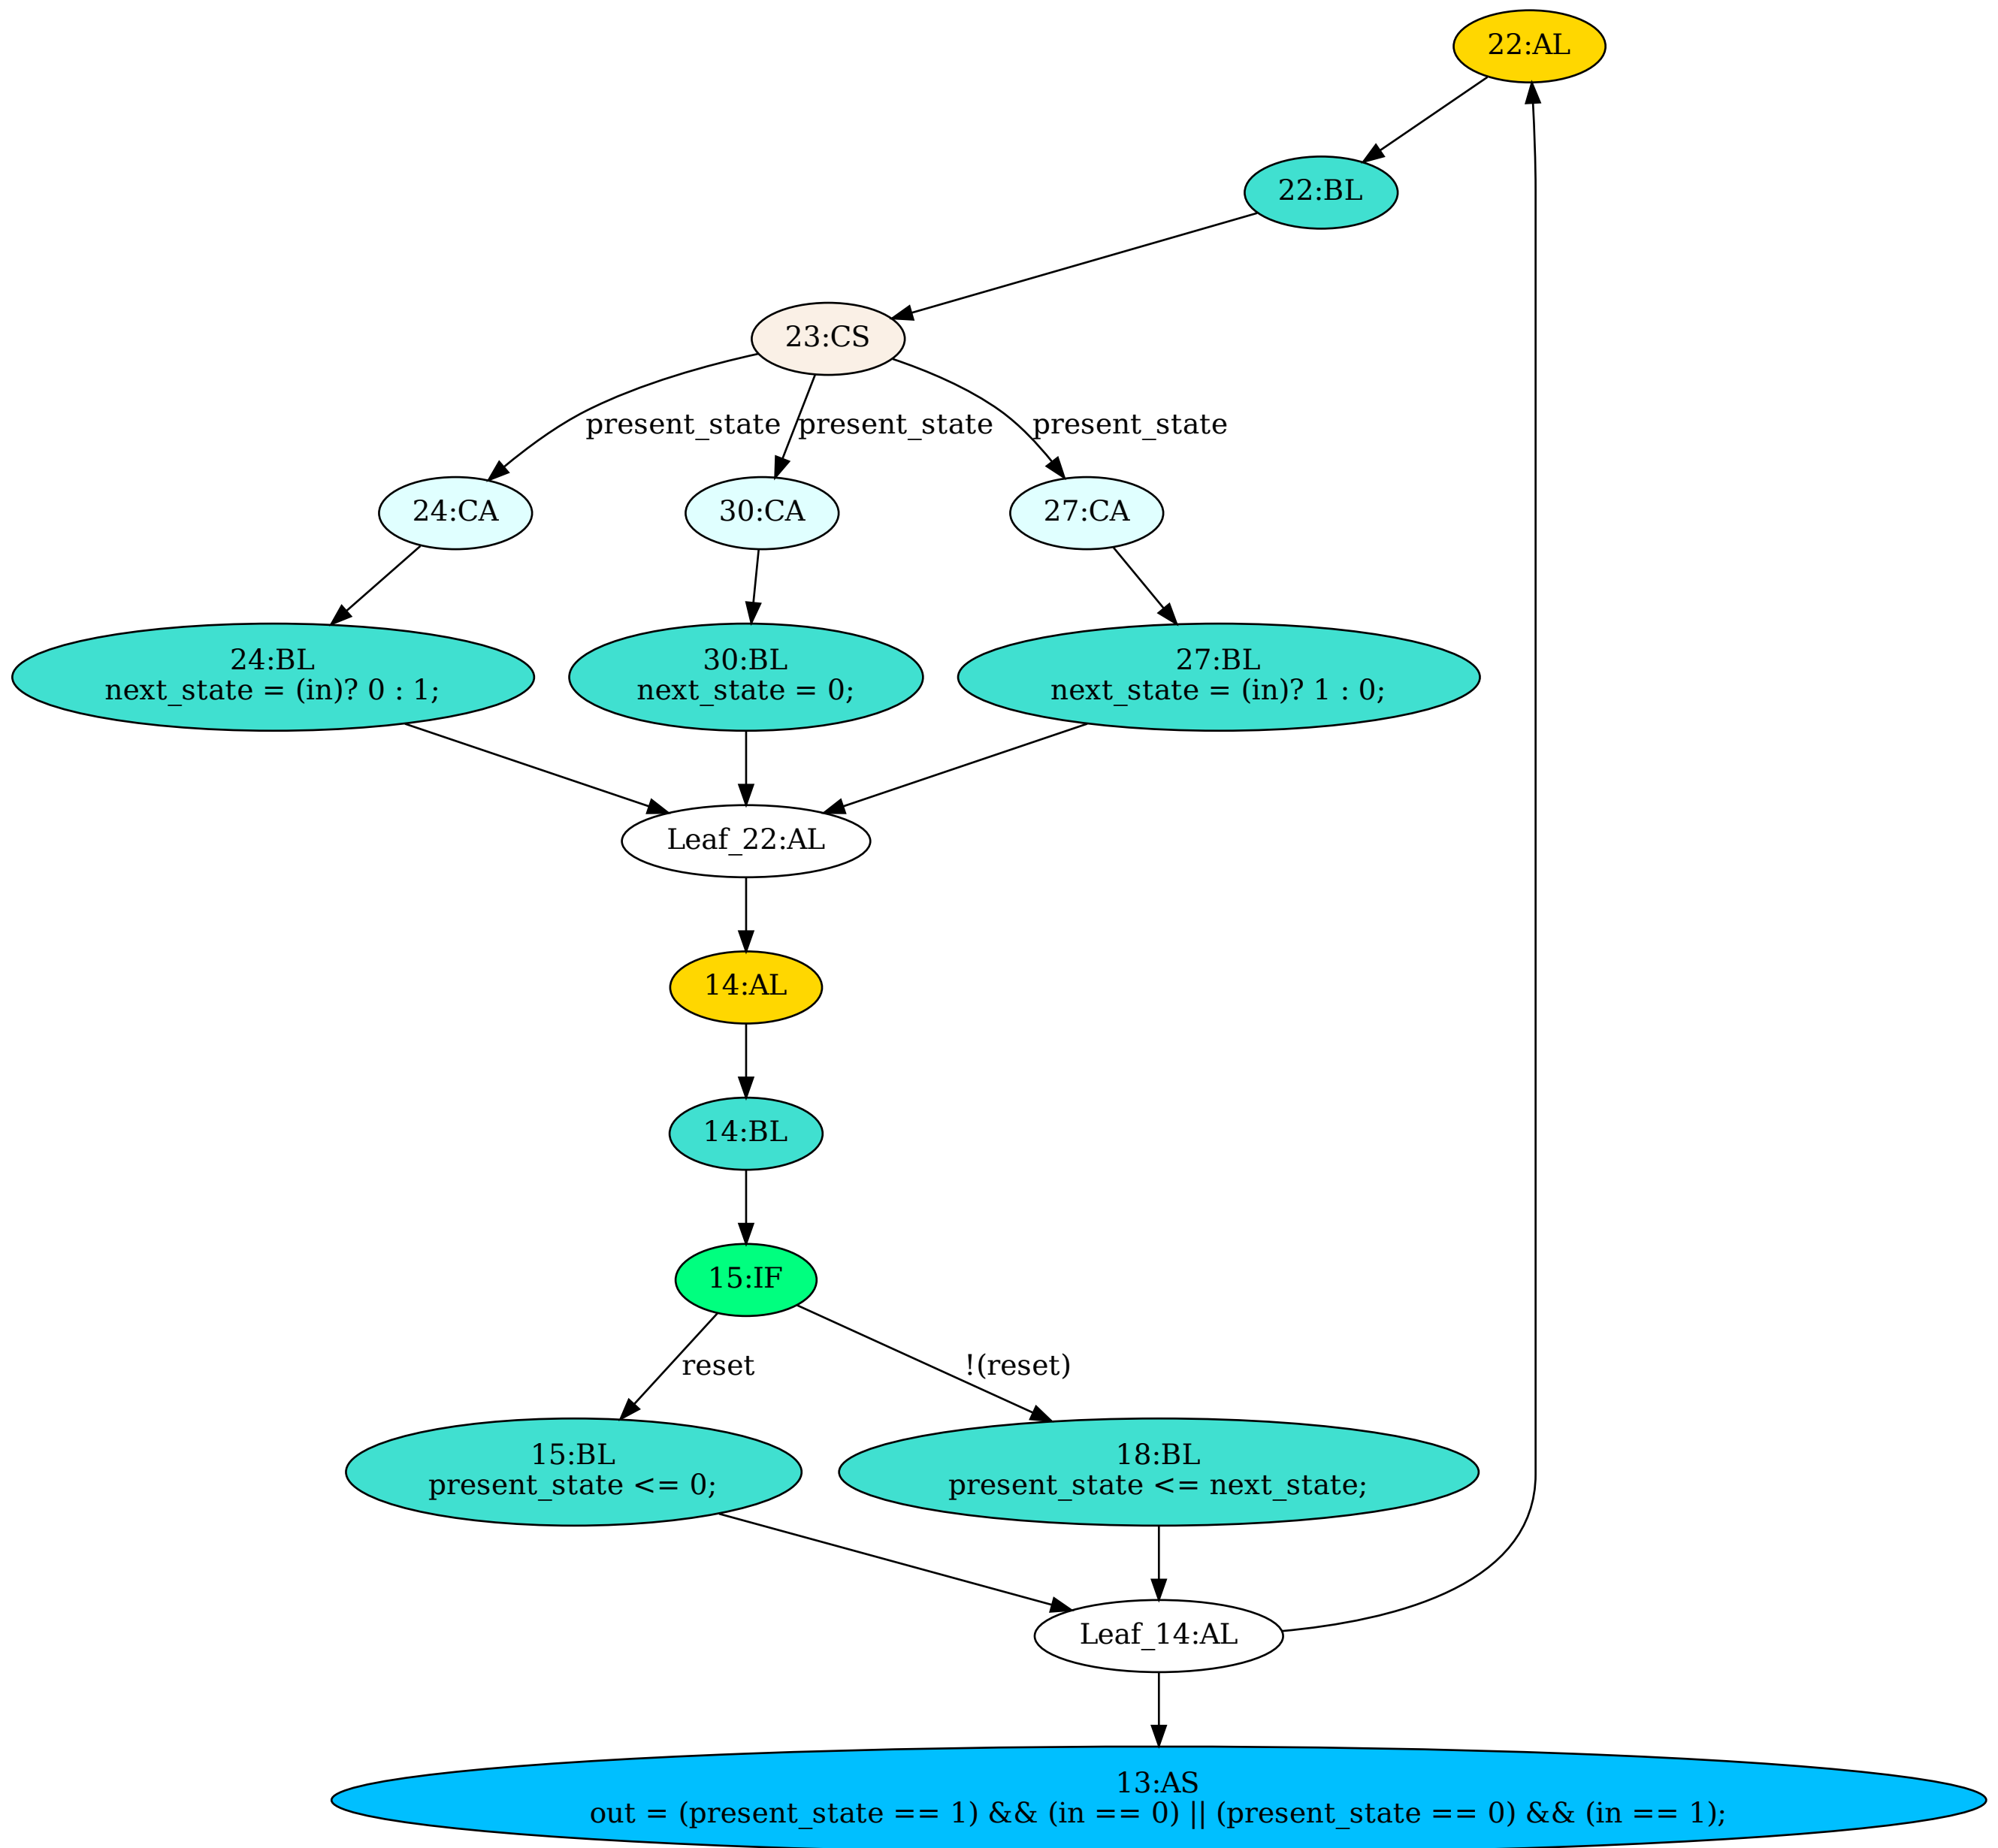 22:AL
22:BL
23:CS
present_state
present_state
present_state
24:CA
30:CA
27:CA
24:BL
next_state = (in)? 0 : 1;
30:BL
next_state = 0;
27:BL
next_state = (in)? 1 : 0;
Leaf_22:AL
14:AL
14:BL
15:IF
reset
!(reset)
15:BL
present_state <= 0;
18:BL
present_state <= next_state;
Leaf_14:AL
13:AS
out = (present_state == 1) && (in == 0) || (present_state == 0) && (in == 1);